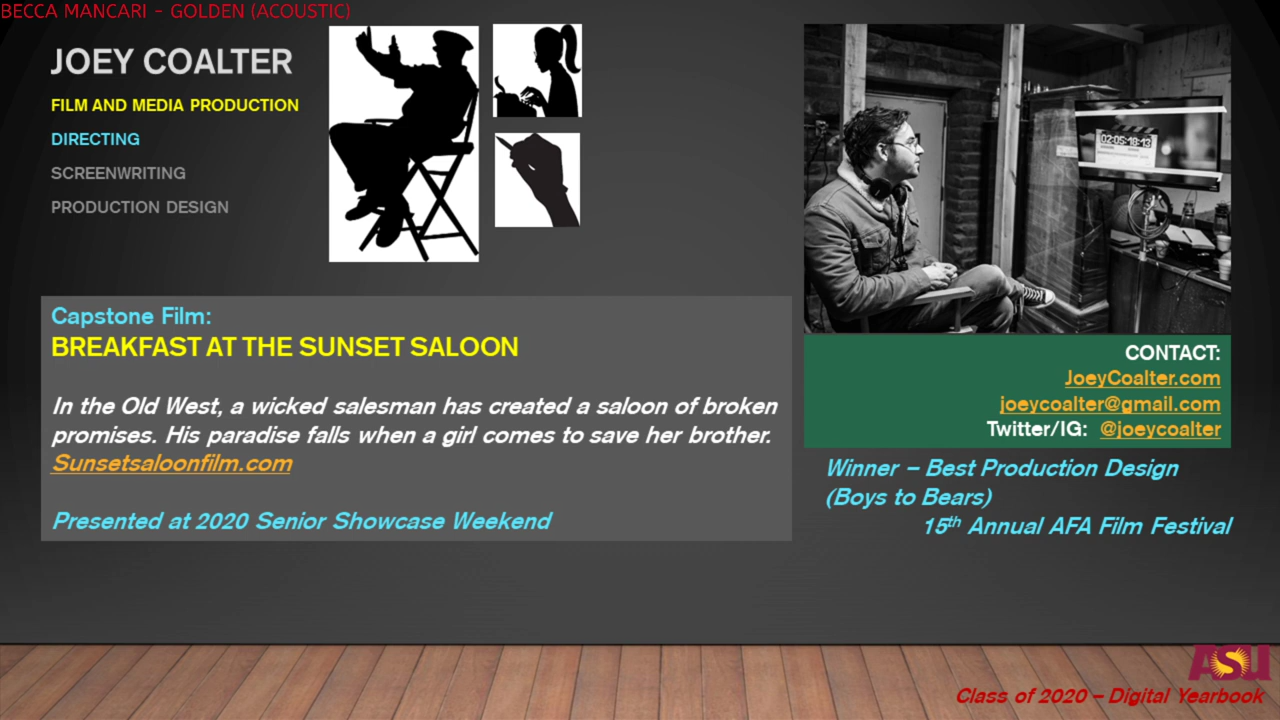 BECCA MANCARI - GOLDEN (ACOUSTIC)
JOEY COALTER
FILM AND MEDIA PRODUCTION
DIRECTING
SCREENWRITING
PRODUCTION DESIGN
02:05:18:13
Capstone Film:
BREAKFAST AT THE SUNSET SALOON
In the Old West, a wicked salesman has created a saloon of broken
promises. His paradise falls when a girl comes to save her brother.
Sunsetsaloonfilm.com
Presented at 2020 Senior Showcase Weekend
CONTACT:
JoeyCoalter.com
joeycoalter@gmail.com
Twitter/IG: @joeycoalter
Winner – Best Production Design
(Boys to Bears)
15th Annual AFA Film Festival
ASU
Class of 2020 – Digital Yearbook